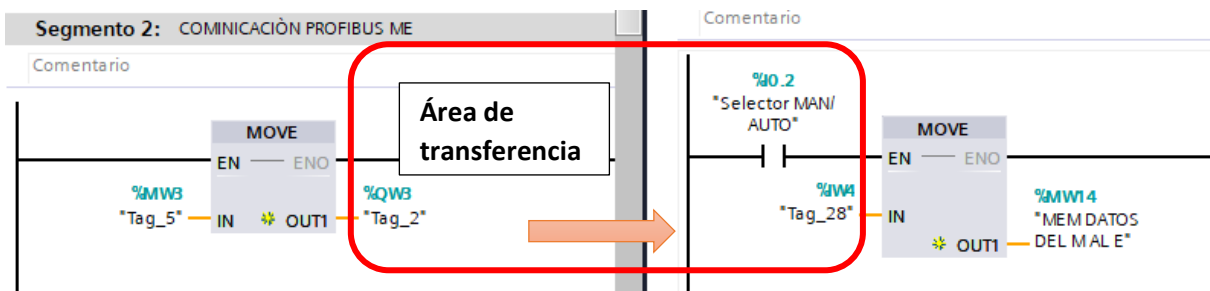 Segmento 2: COMINICACIÒN PROFIBUS ME
Comentario
MOVE
EN ENO
%MW3
"Tag_5"
IN OUT1
%QW3
"Tag_2"
Área de
transferencia
Comentario
%I0.2
"Selector MAN/
AUTO"
MOVE
EN ENO
%IW4
"Tag_28"
IN
OUT1
%MW14
"MEM DATOS
DEL M AL E"